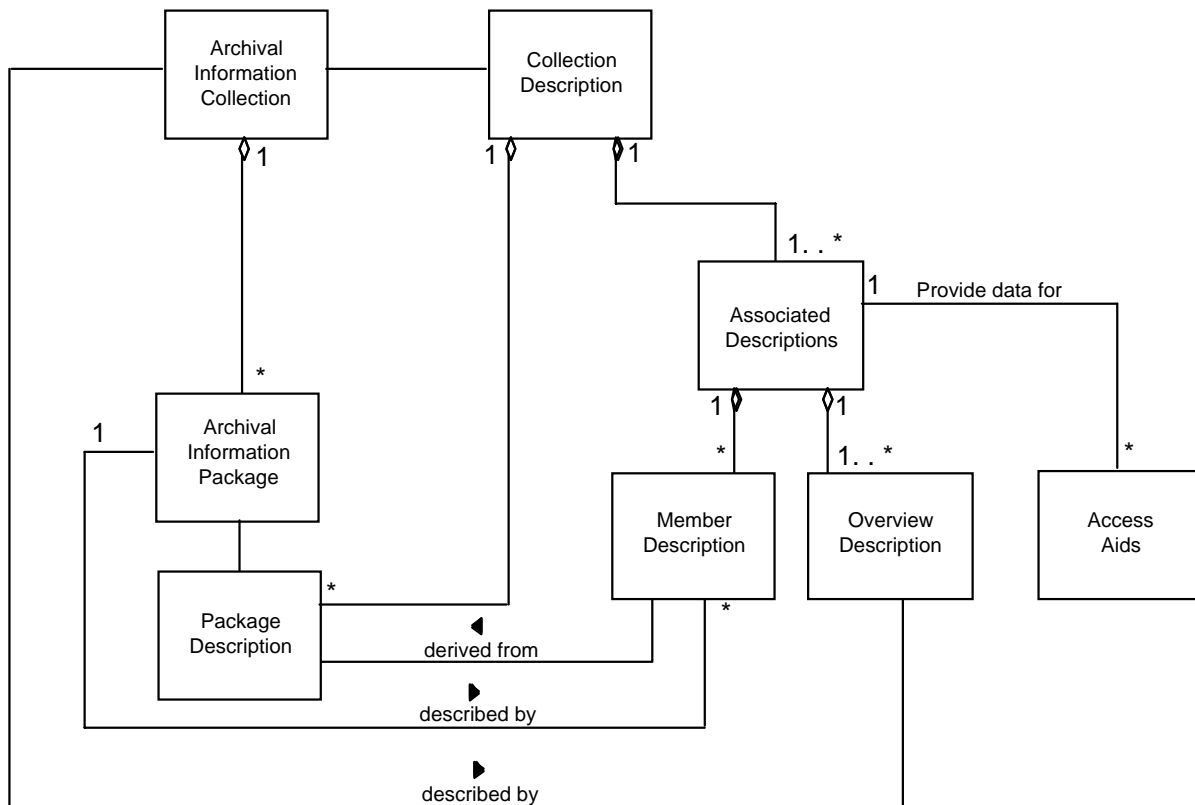 Archival
Information
Collection
Collection
Description
1
1
1
1. . *
1
Provide data for
Associated
Descriptions
*
1
1
1
Archival
Information
Package
*
1. . *
*
Member
Description
Overview
Description
Access
Aids
*
*
Package
Description
derived from
described by
described by